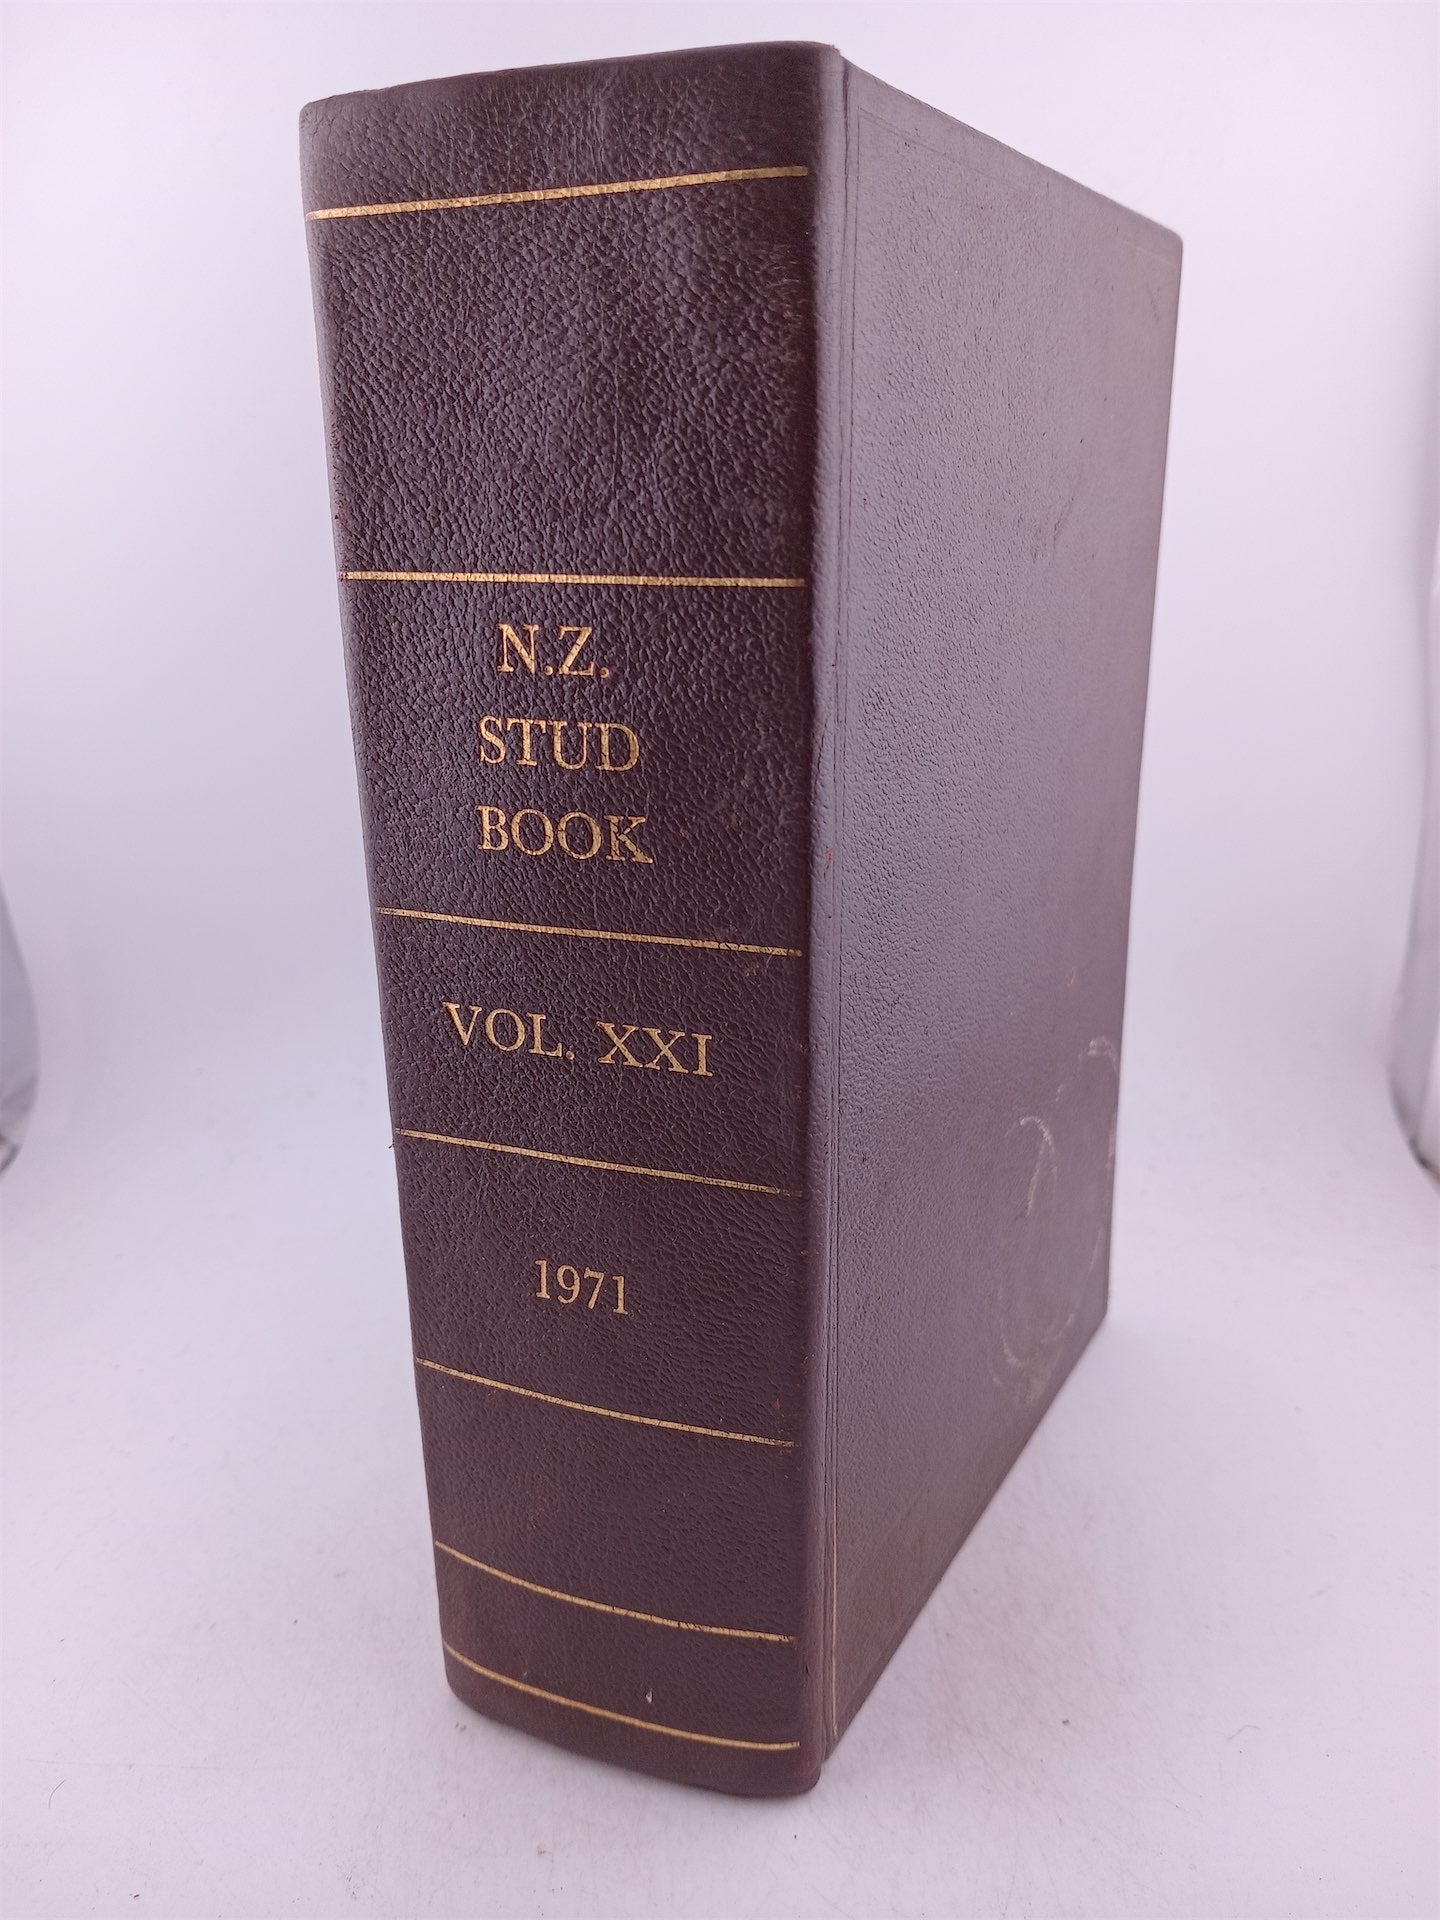 N.Z.
STUD
BOOK
VOL. XXI
1971